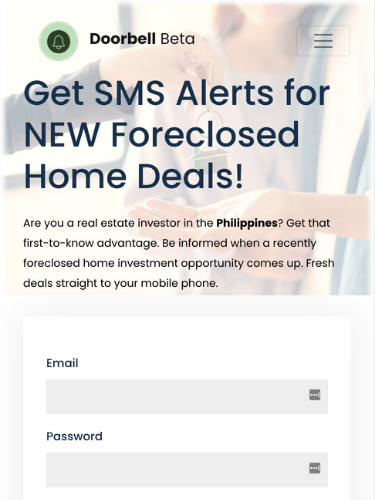 Doorbell Beta
Get SMS Alerts for
NEW Foreclosed
Home Deals!
Are you a real estate investor in the Philippines? Get that
first-to-know advantage. Be informed when a recently
foreclosed home investment opportunity comes up. Fresh
deals straight to your mobile phone.
Email
Password